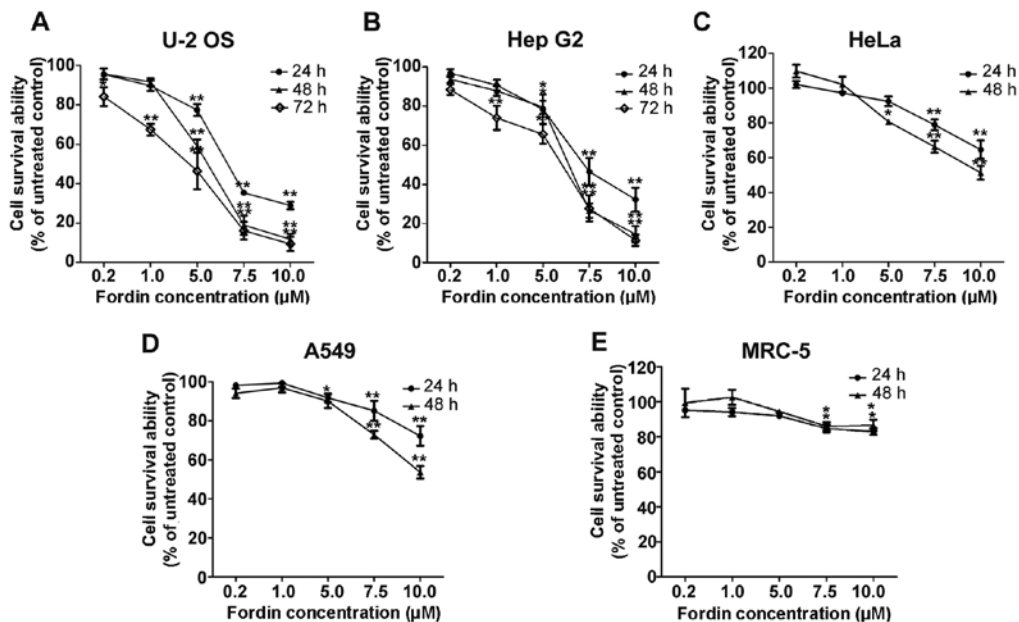 A
U-2 OS
Cell survival ability
(% of untreated control)
100
80
60
40
20
0
24 h
48 h
72 h
**
**
**
**
**
**
**
**
**
**
0.2 1.0 5.0 7.5 10.0
Fordin concentration (µM)
B
Hep G2
Cell survival ability
(% of untreated control)
100
80
60
40
20
0
24 h
48 h
72 h
**
*
*
*
**
**
**
**
**
**
0.2 1.0 5.0 7.5 10.0
Fordin concentration (µM)
C
HeLa
Cell survival ability
(% of untreated control)
120
100
80
60
40
20
0
24 h
48 h
*
**
**
**
**
0.2 1.0 5.0 7.5 10.0
Fordin concentration (µM)
D
A549
Cell survival ability
(% of untreated control)
100
80
60
40
20
0
24 h
48 h
*
**
**
**
**
0.2 1.0 5.0 7.5 10.0
Fordin concentration (µM)
E
MRC-5
Cell survival ability
(% of untreated control)
120
100
80
60
40
20
0
24 h
48 h
*
*
*
*
0.2 1.0 5.0 7.5 10.0
Fordin concentration (µM)